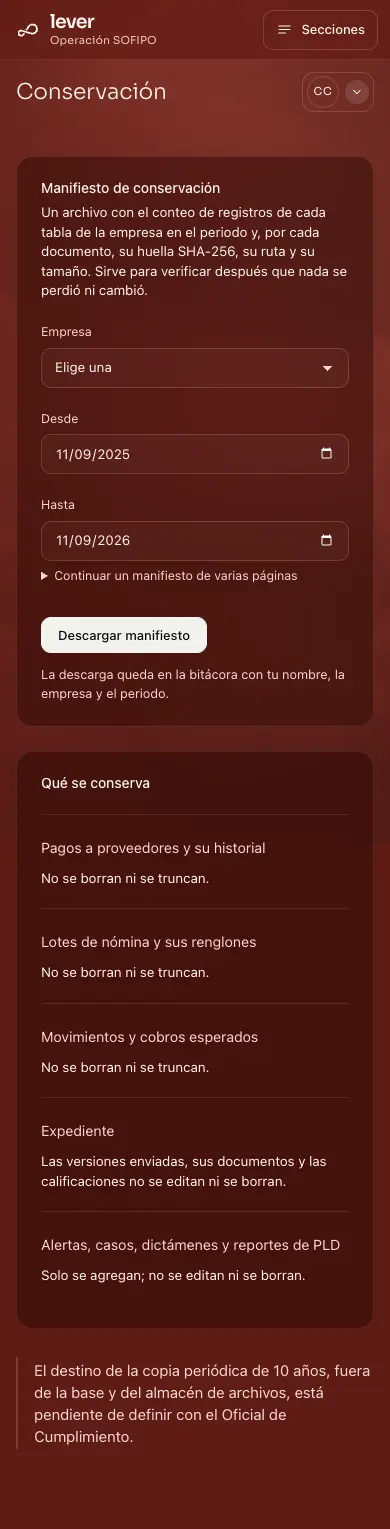 lever
Operación SOFIPO
Secciones
Conservación
CC
Manifiesto de conservación
Un archivo con el conteo de registros de cada
tabla de la empresa en el periodo y, por cada
documento, su huella SHA-256, su ruta y su
tamaño. Sirve para verificar después que nada se
perdió ni cambió.
Empresa
Elige una
Desde
11/09/2025
Hasta
11/09/2026
Continuar un manifiesto de varias páginas
Descargar manifiesto
La descarga queda en la bitácora con tu nombre, la
empresa y el periodo.
Qué se conserva
Pagos a proveedores y su historial
No se borran ni se truncan.
Lotes de nómina y sus renglones
No se borran ni se truncan.
Movimientos y cobros esperados
No se borran ni se truncan.
Expediente
Las versiones enviadas, sus documentos y las
calificaciones no se editan ni se borran.
Alertas, casos, dictámenes y reportes de PLD
Solo se agregan; no se editan ni se borran.
El destino de la copia periódica de 10 años, fuera
de la base y del almacén de archivos, está
pendiente de definir con el Oficial de
Cumplimiento.